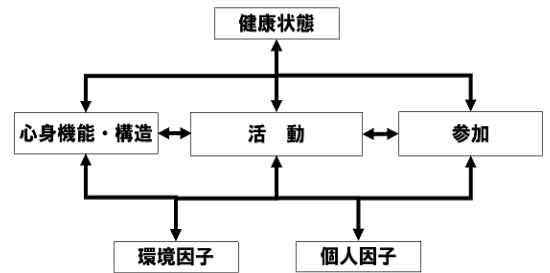 健康状態
心身機能・構造
活　動
参加
環境因子
個人因子